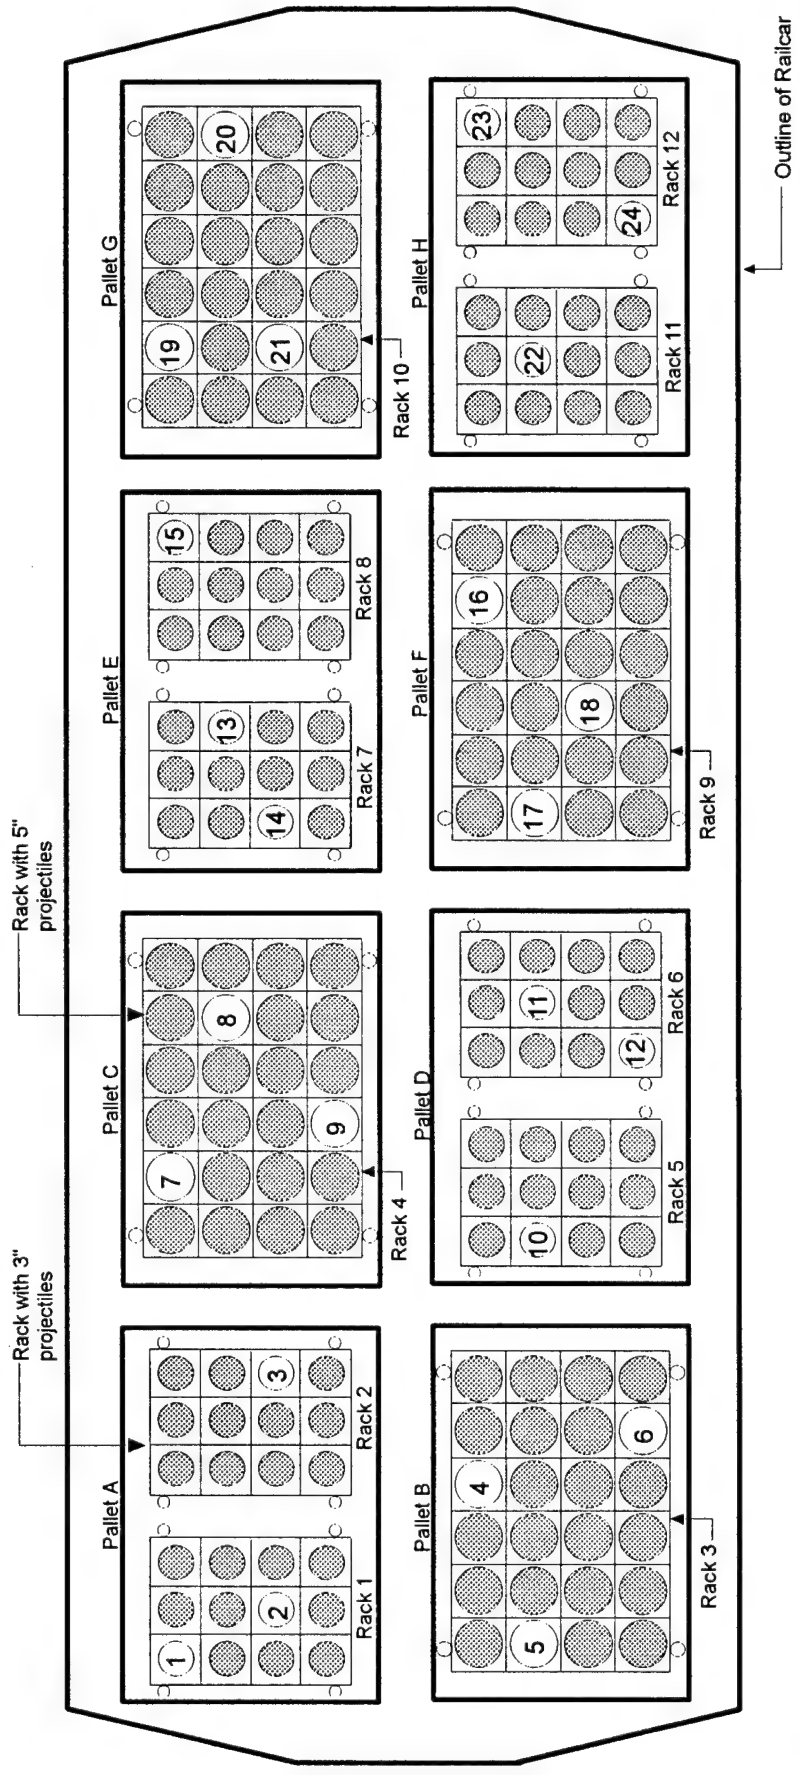 Rack with 3"
projectiles
Rack with 5"
projectiles
Pallet A
1
2
Rack 1
3
Rack 2
Pallet C
7
8
9
Rack 4
Pallet E
13
14
Rack 7
15
Rack 8
Pallet G
19
20
21
Rack 10
Pallet B
4
5
6
Rack 3
Pallet D
10
Rack 5
11
12
Rack 6
Pallet F
16
17
18
Rack 9
Pallet H
22
Rack 11
23
24
Rack 12
Outline of Railcar